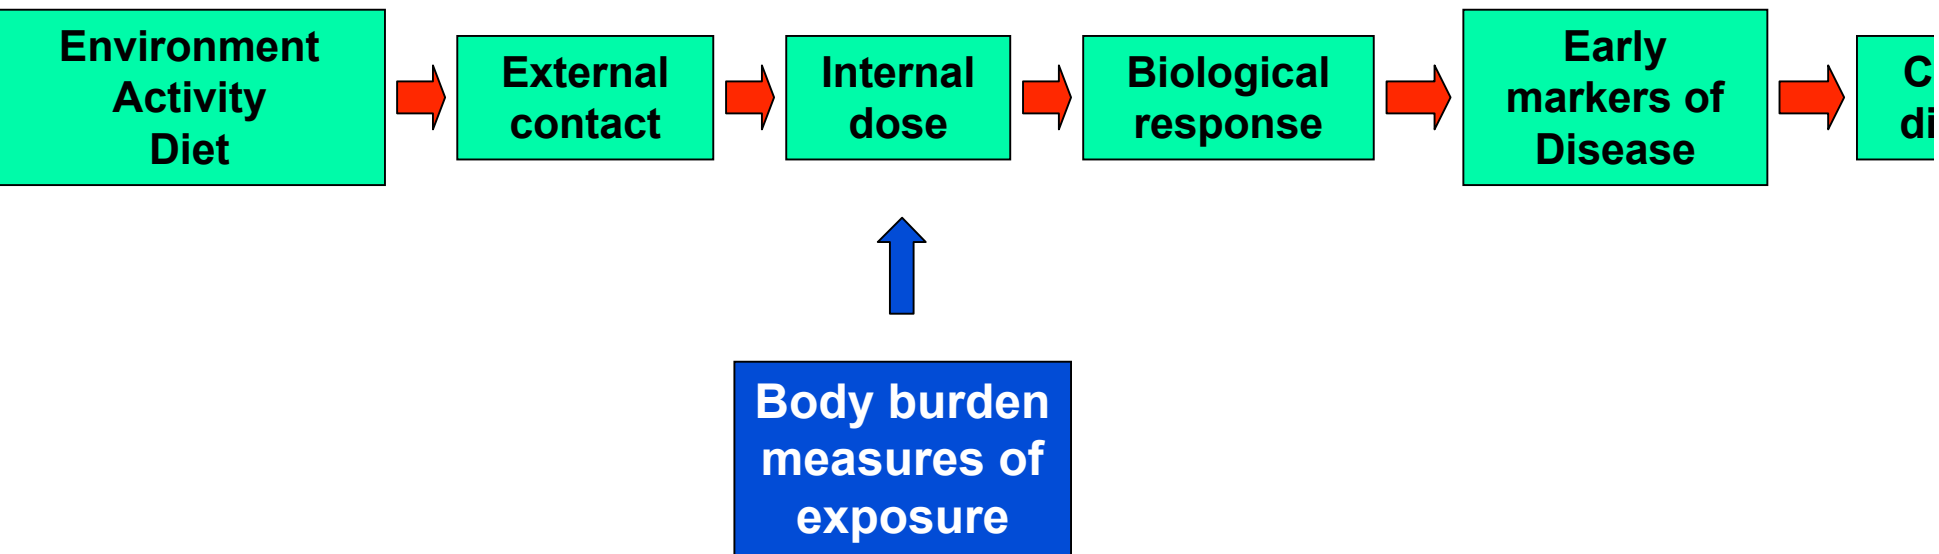 Environment
Activity
Diet
External
contact
Internal
dose
Biological
response
Early
markers of
Disease
Body burden
measures of
exposure